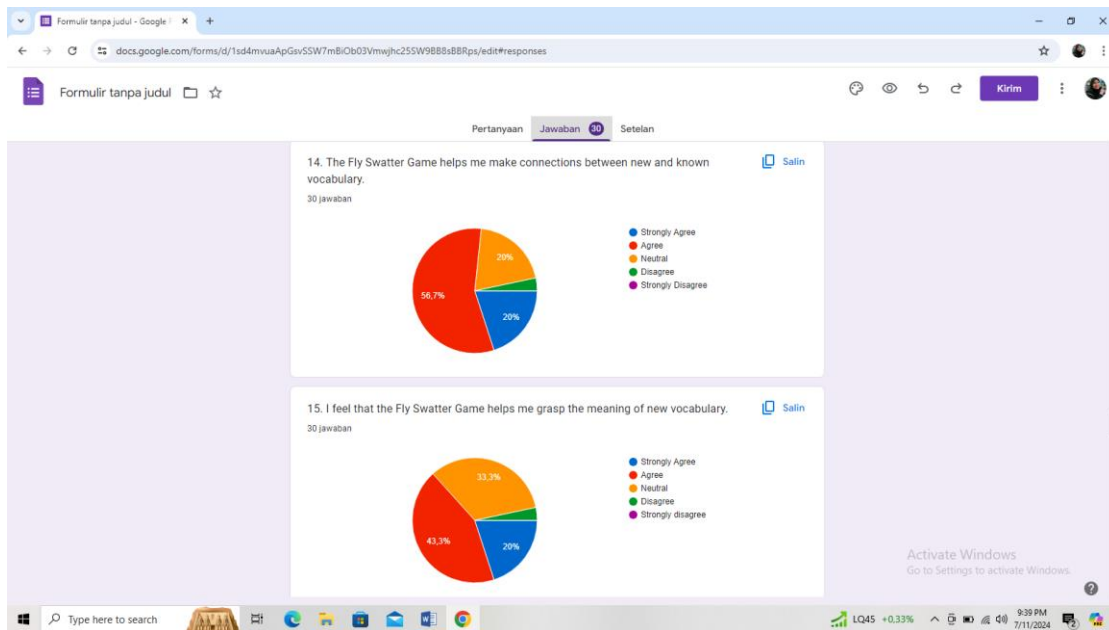 Formulir tanpa judul - Google
docs.google.com/forms/d/1sd4mvuaApGsvSSW7mBiOb03Vmwjhc25SW9BB8sBBRps/edit#responses
Formulir tanpa judul
Kirim
Pertanyaan Jawaban 30 Setelan
14. The Fly Swatter Game helps me make connections between new and known
vocabulary.
Salin
30 jawaban
Strongly Agree
Agree
Neutral
Disagree
Strongly Disagree
20%
56,7%
20%
15. I feel that the Fly Swatter Game helps me grasp the meaning of new vocabulary.
Salin
30 jawaban
Strongly Agree
Agree
Neutral
Disagree
Strongly disagree
33,3%
43,3%
20%
Activate Windows
Go to Settings to activate Windows.
Type here to search
LQ45 +0,33%
9:39 PM
7/11/2024
2